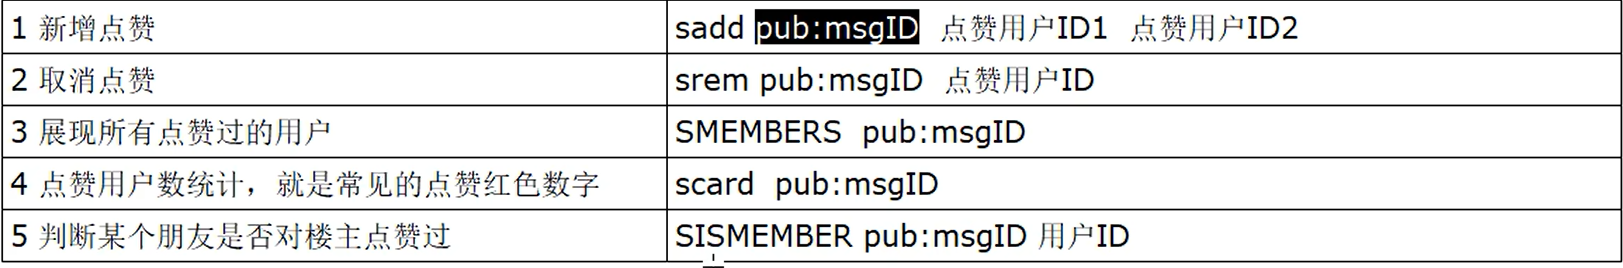 1 新增点赞 sadd pub:msgID 点赞用户ID1 点赞用户ID2
2 取消点赞 srem pub:msgID 点赞用户ID
3 展现所有点赞过的用户 SMEMBERS pub:msgID
4 点赞用户数统计，就是常见的点赞红色数字 scard pub:msgID
5 判断某个朋友是否对楼主点赞过 SISMEMBER pub:msgID 用户ID